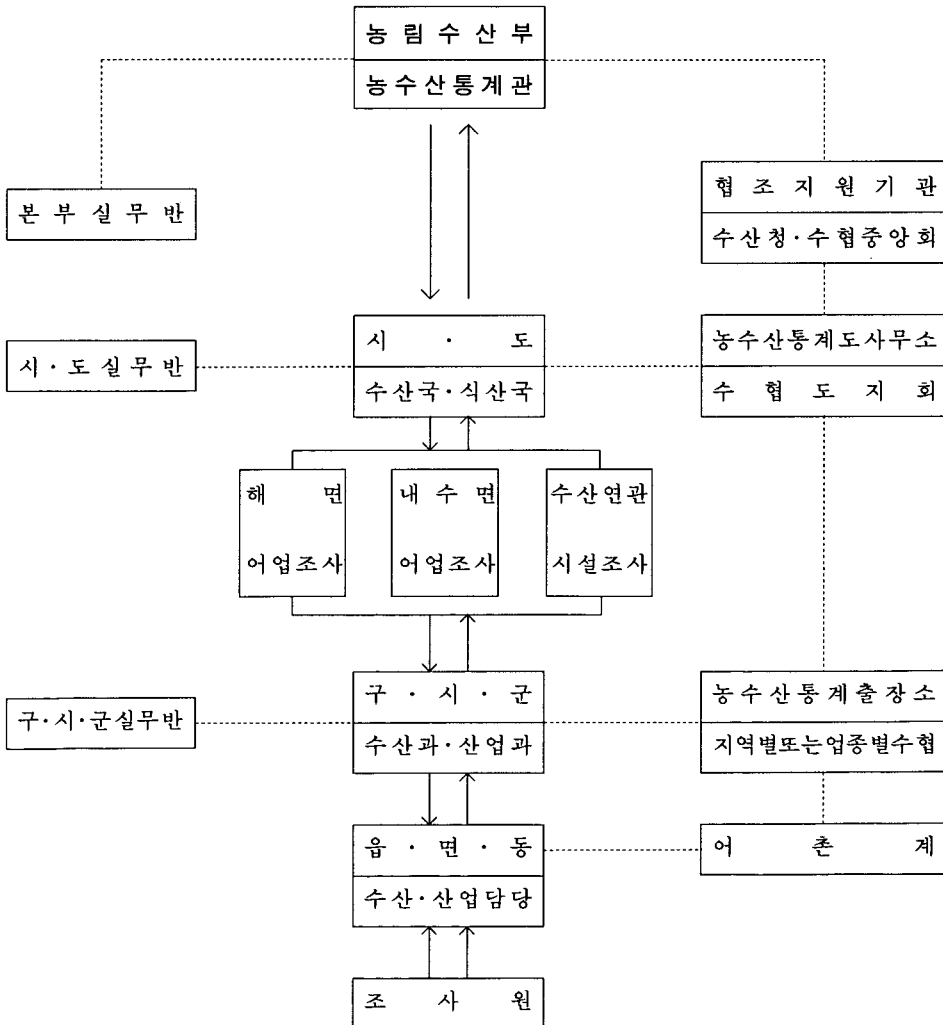 농림수산부
농수산통계관
본부실무반
협조지원기관
수산청·수협중앙회
시·도실무반
시·도
수산국·식산국
농수산통계도사무소
수협도지회
해면
어업조사
내수면
어업조사
수산연관
시설조사
구·시·군실무반
구·시·군
수산과·산업과
농수산통계출장소
지역별또는업종별수협
읍·면·동
수산·산업담당
어촌계
조사원